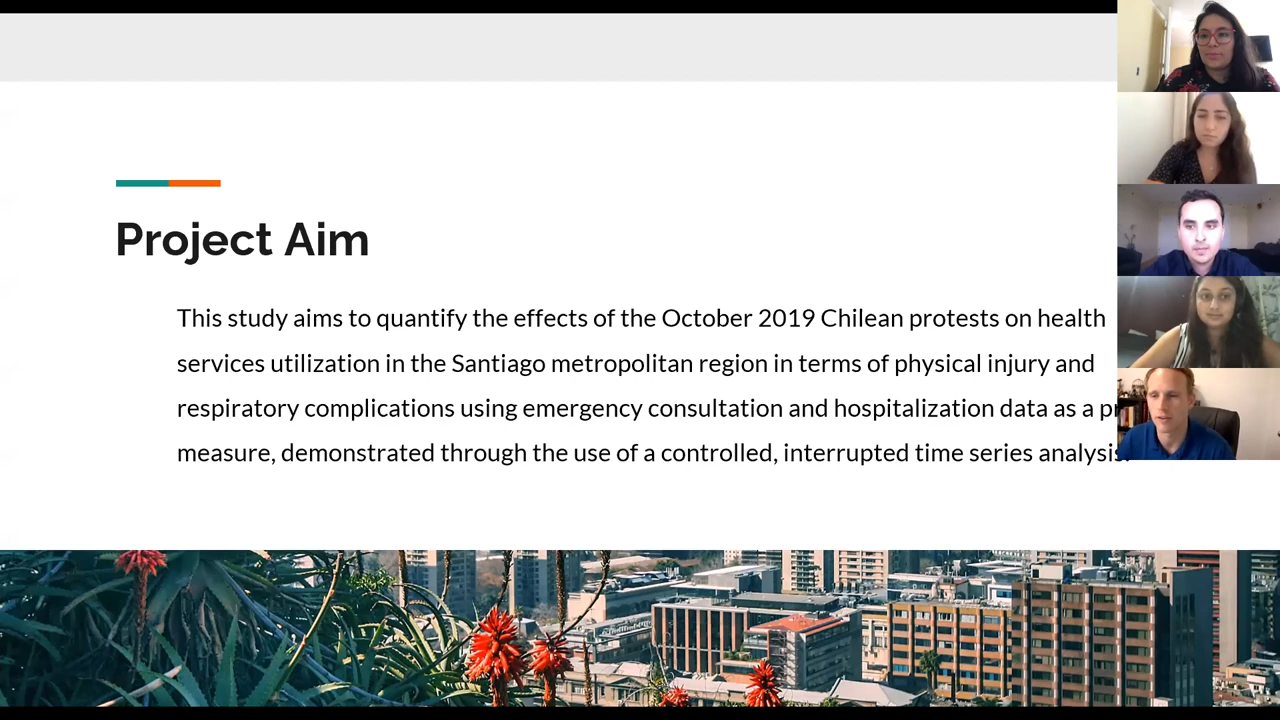 Project Aim
This study aims to quantify the effects of the October 2019 Chilean protests on health
services utilization in the Santiago metropolitan region in terms of physical injury and
respiratory complications using emergency consultation and hospitalization data as a
measure, demonstrated through the use of a controlled, interrupted time series analysis.